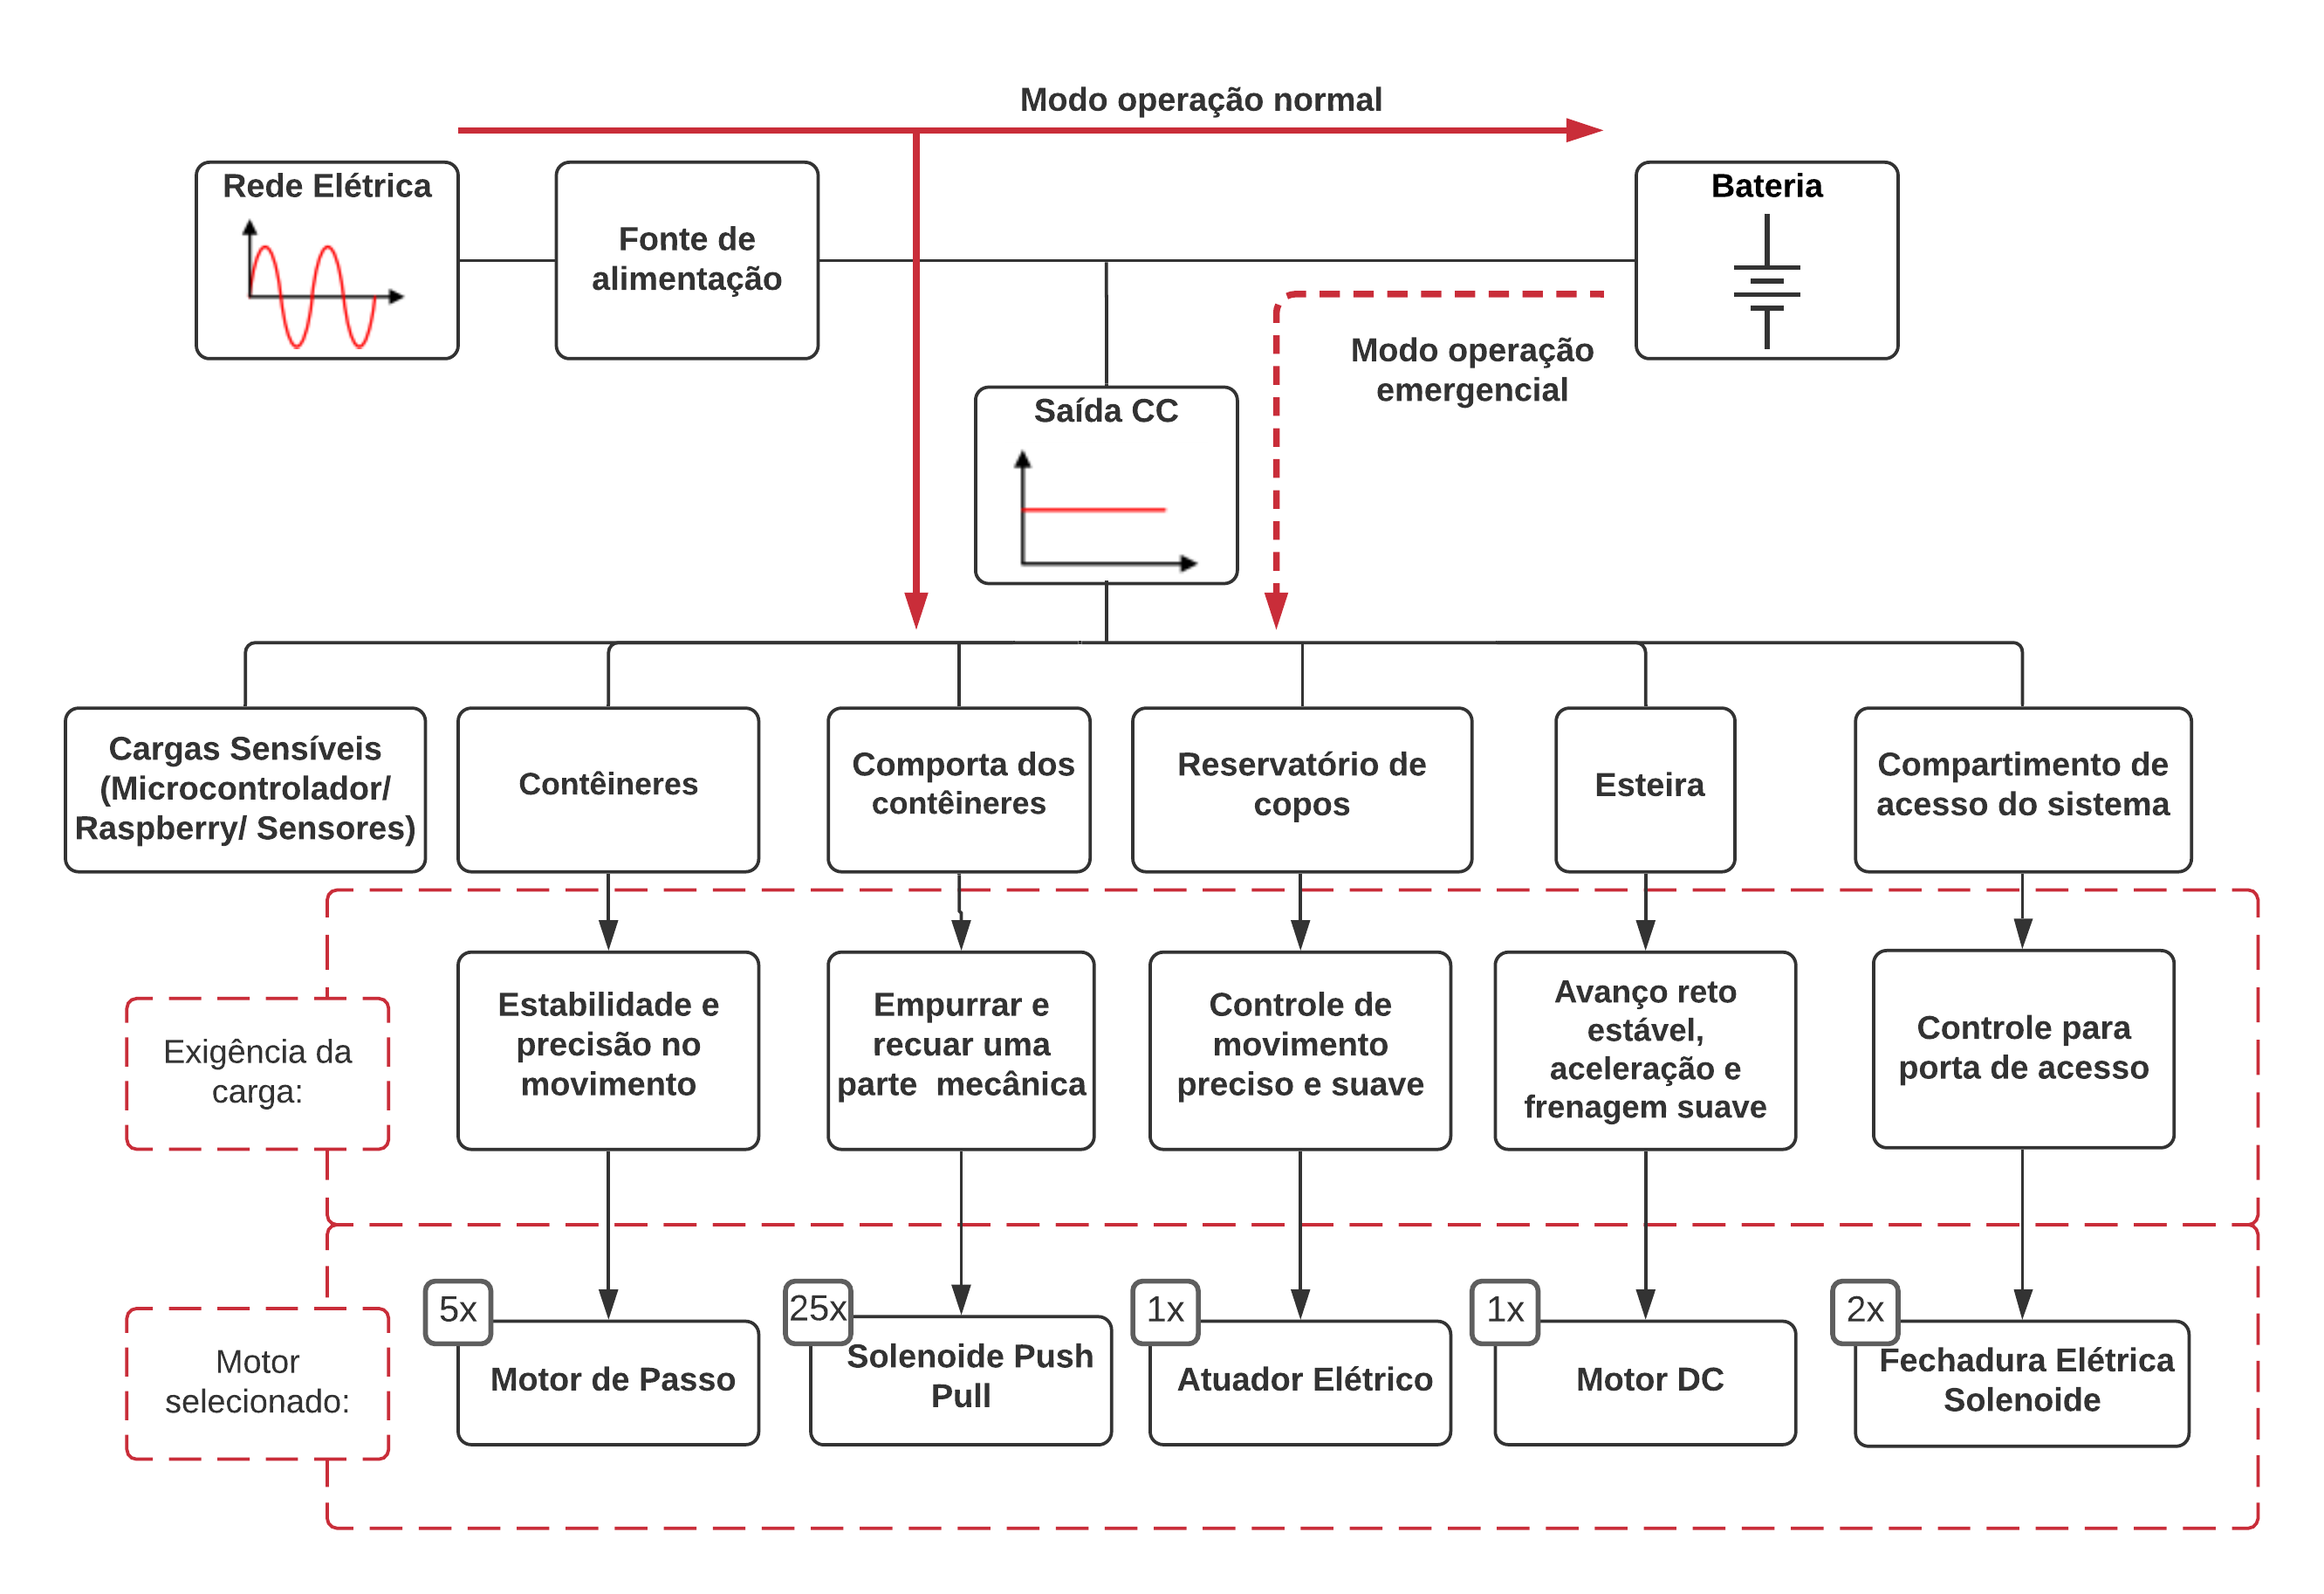 Modo operação normal
Rede Elétrica
Fonte de
alimentação
Bateria
Modo operação
emergencial
Saída CC
Cargas Sensíveis
(Microcontrolador/
Raspberry/ Sensores)
Contêineres
Comporta dos
contêineres
Reservatório de
copos
Esteira
Compartimento de
acesso do sistema
Exigência da
carga:
Estabilidade e
precisão no
movimento
Empurrar e
recuar uma
parte  mecânica
Controle de
movimento
preciso e suave
Avanço reto
estável,
aceleração e
frenagem suave
Controle para
porta de acesso
Motor
selecionado:
5x
Motor de Passo
25x
Solenoide Push
Pull
1x
Atuador Elétrico
1x
Motor DC
2x
Fechadura Elétrica
Solenoide